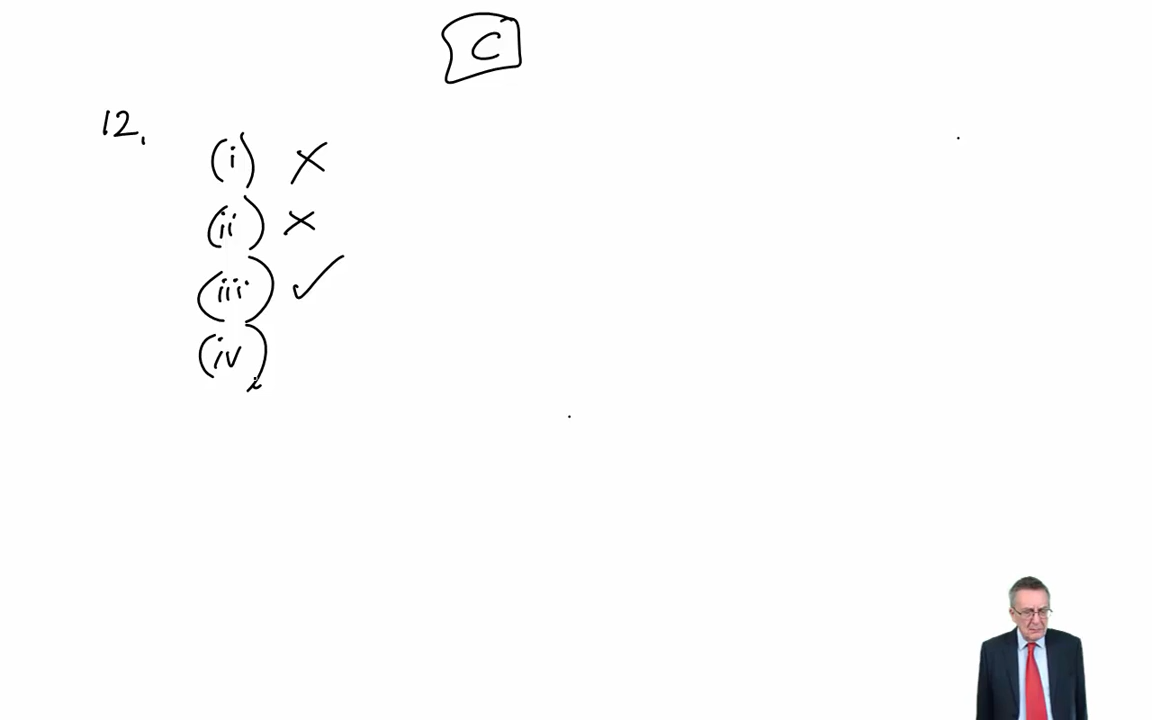 C
12.
(i) ×
(ii) ×
(iii) ✓
(iv)